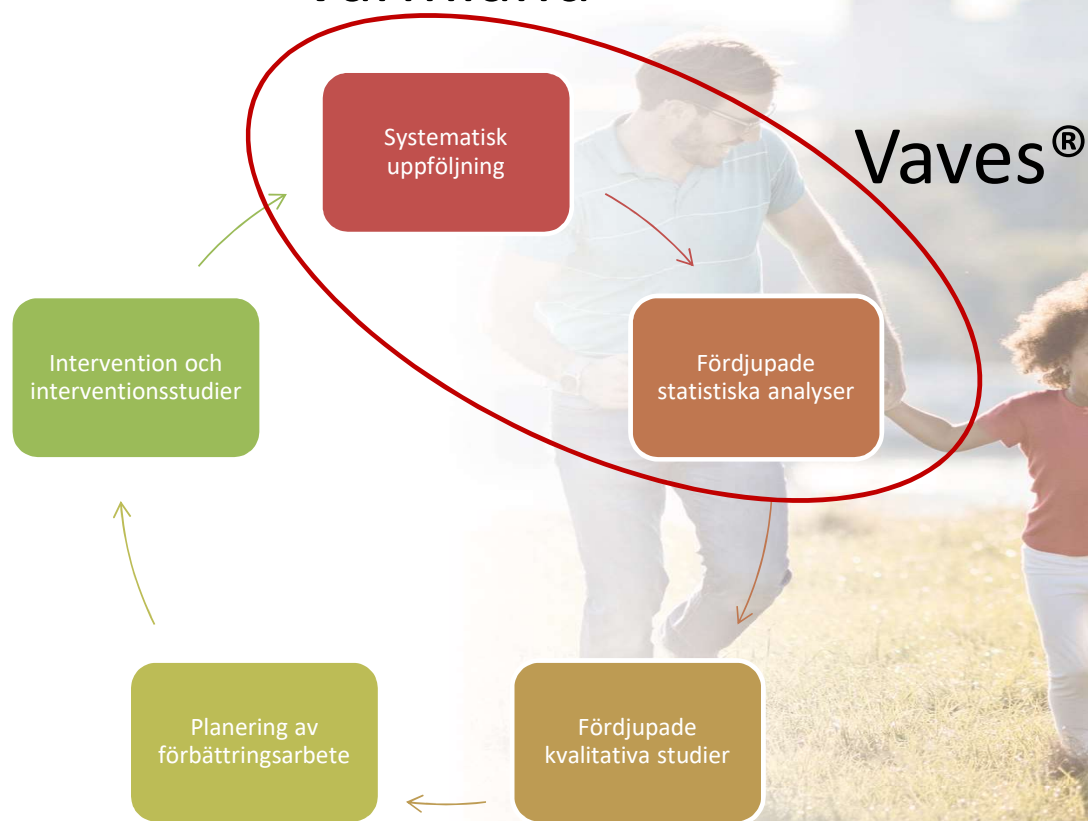 Vaves®
Systematisk
uppföljning
Fördjupade
statistiska analyser
Fördjupade
kvalitativa studier
Planering av
förbättringsarbete
Intervention och
interventionsstudier